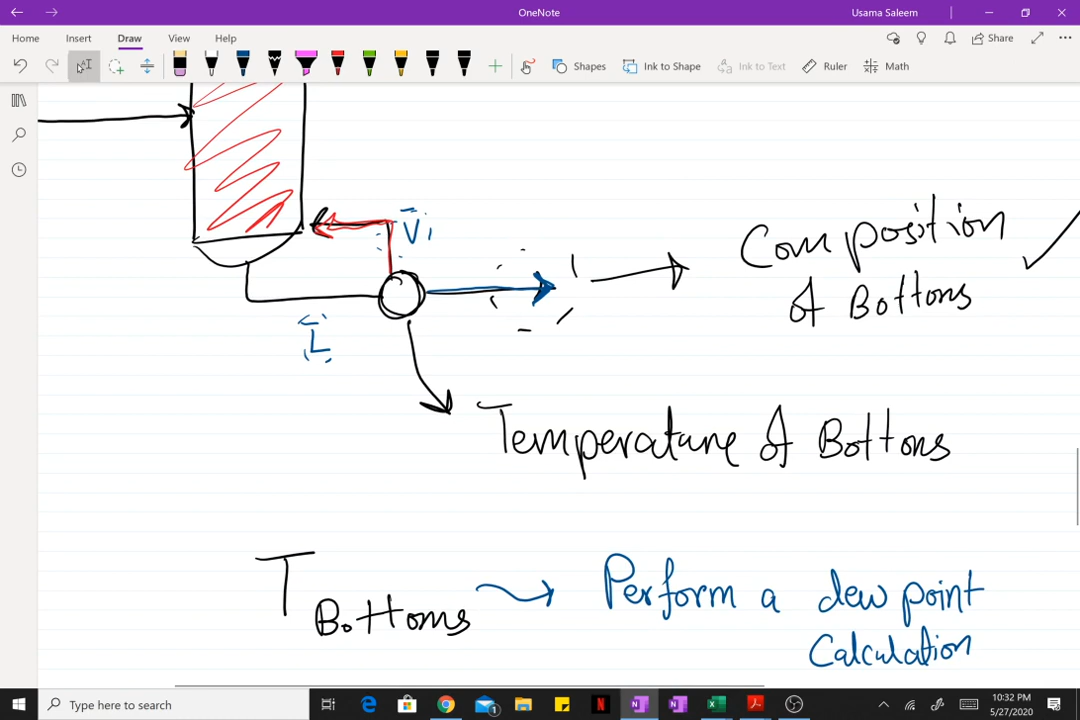 OneNote
Usama Saleem
Home Insert Draw View Help
Share
Shapes
Ink to Shape
Ink to Text
Ruler
Math
V
L
Composition
of Bottoms
Temperature of Bottoms
T Bottoms
Perform a dew point
Calculation
Type here to search
10:32 PM
5/27/2020